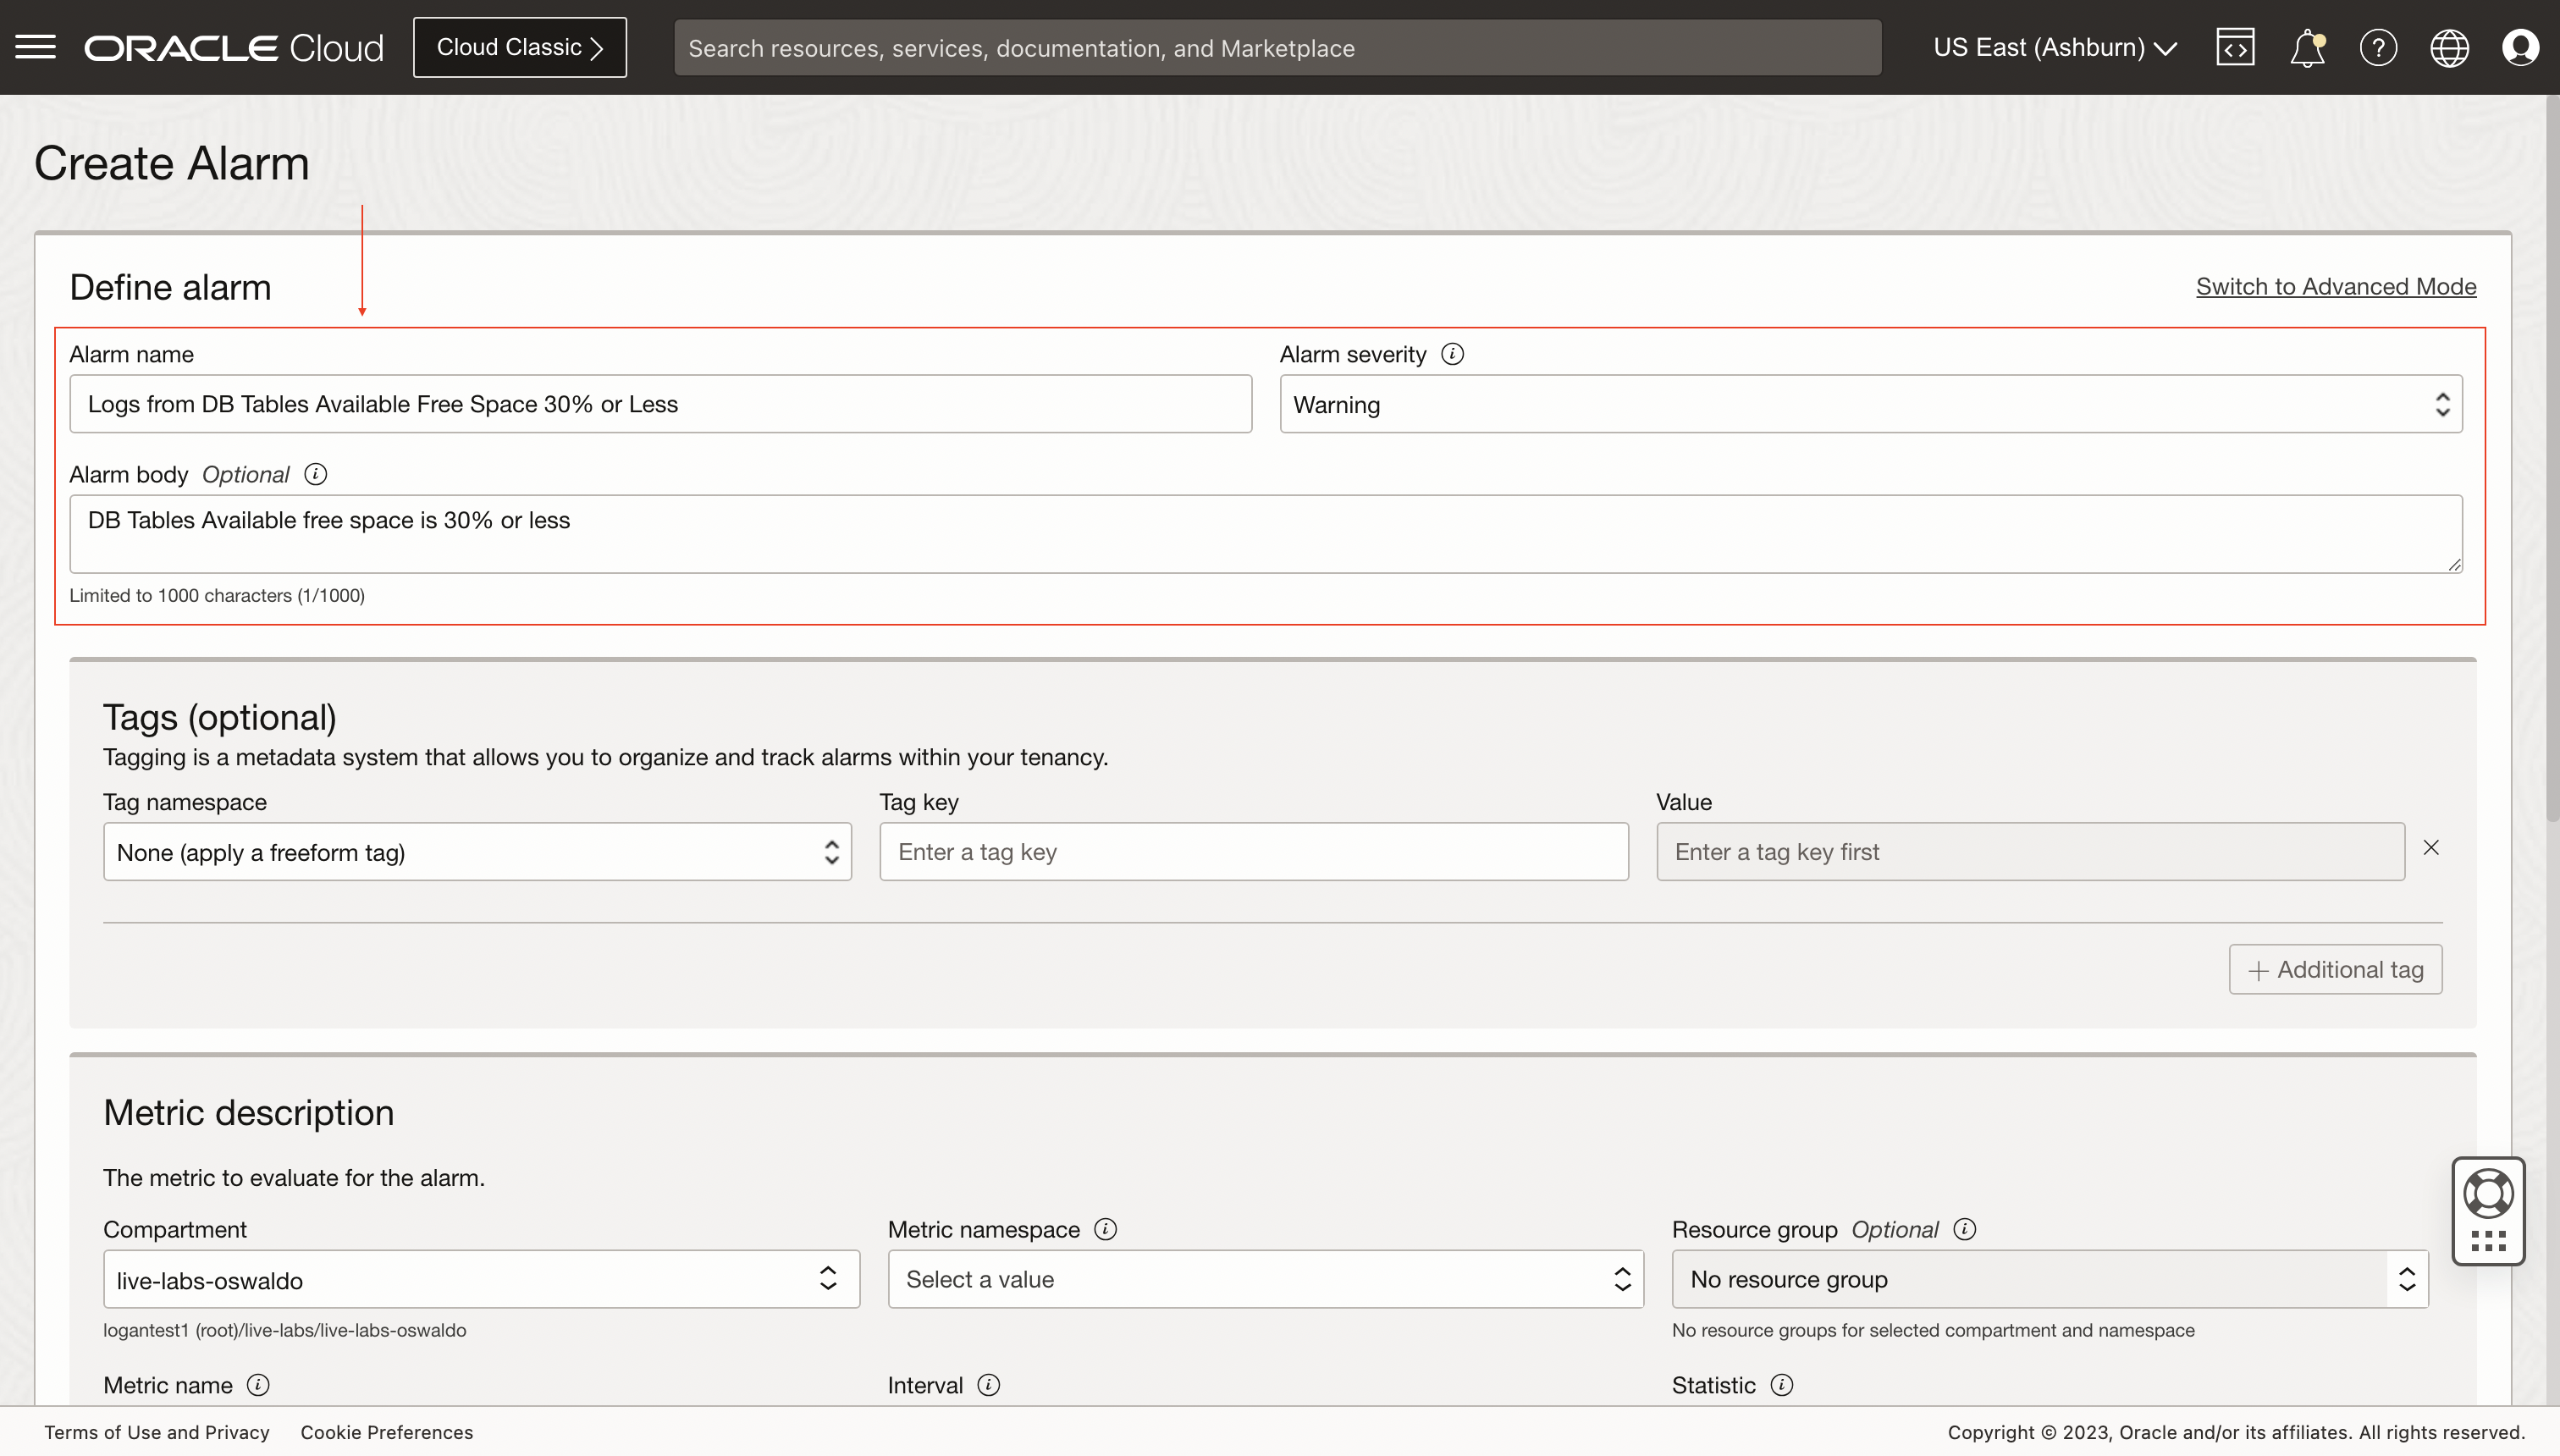 ORACLE Cloud Cloud Classic Search resources, services, documentation, and Marketplace US East (Ashburn)
Create Alarm
Define alarm Switch to Advanced Mode
Alarm name Alarm severity
Logs from DB Tables Available Free Space 30% or Less Warning
Alarm body Optional
DB Tables Available free space is 30% or less
Limited to 1000 characters (1/1000)
Tags (optional)
Tagging is a metadata system that allows you to organize and track alarms within your tenancy.
Tag namespace Tag key Value
None (apply a freeform tag) Enter a tag key Enter a tag key first
Additional tag
Metric description
The metric to evaluate for the alarm.
Compartment Metric namespace Resource group Optional
live-labs-oswaldo Select a value No resource group
logantest1 (root)/live-labs/live-labs-oswaldo No resource groups for selected compartment and namespace
Metric name Interval Statistic
Terms of Use and Privacy Cookie Preferences Copyright © 2023, Oracle and/or its affiliates. All rights reserved.